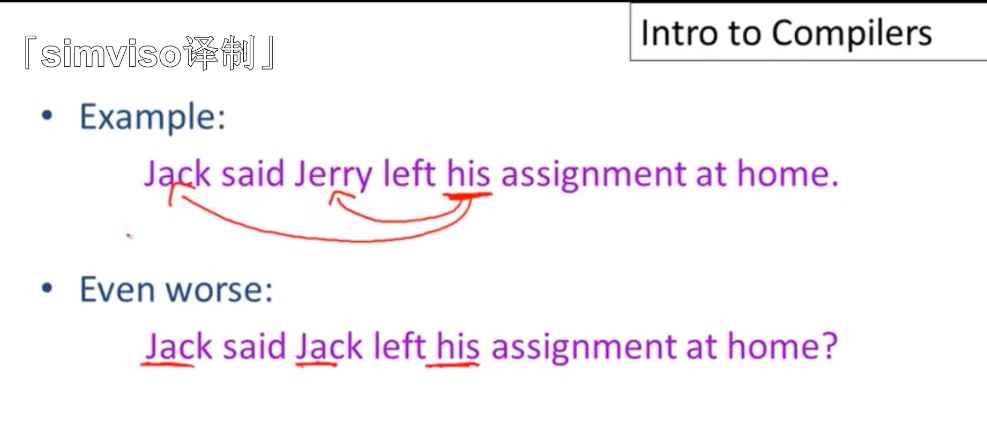 Intro to Compilers
「simviso译制」
• Example:
Jack said Jerry left his assignment at home.
• Even worse:
Jack said Jack left his assignment at home?